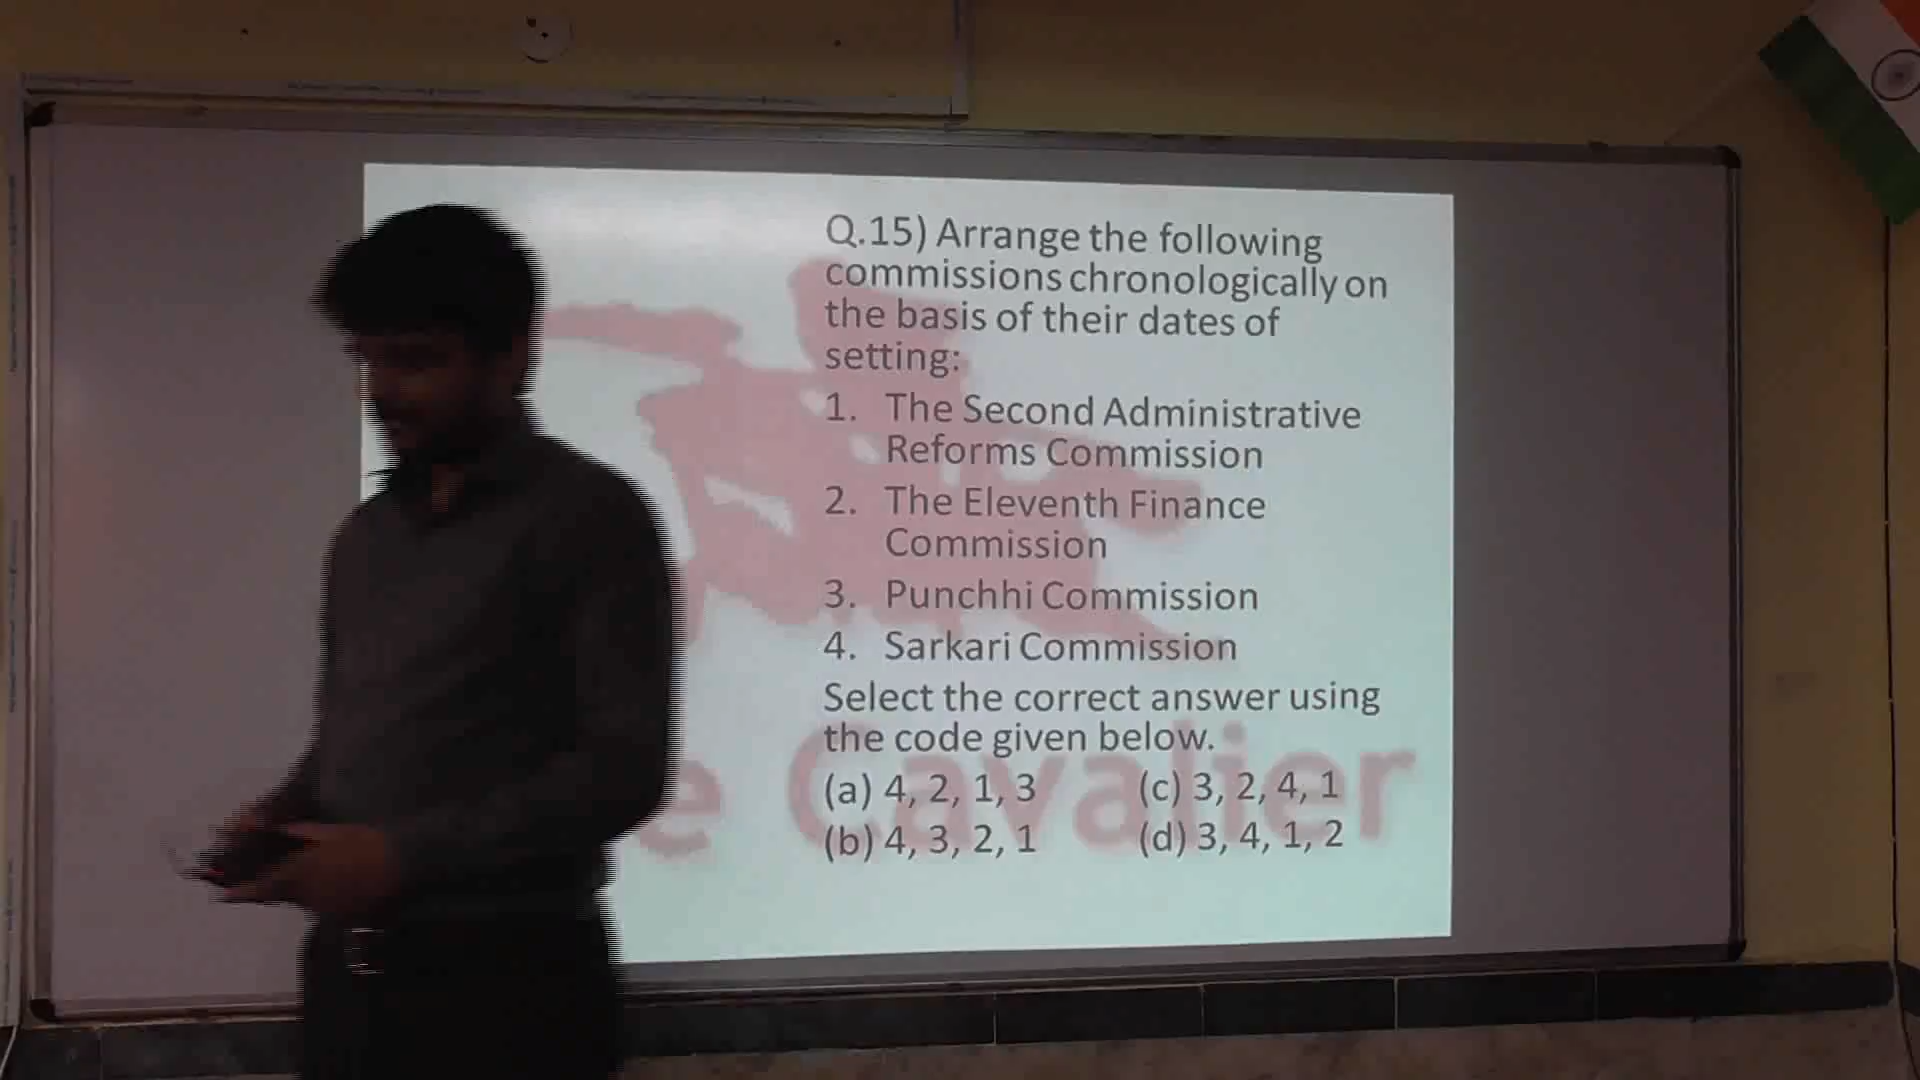 Q.15) Arrange the following
commissions chronologically on
the basis of their dates of
setting:
1. The Second Administrative
Reforms Commission
2. The Eleventh Finance
Commission
3. Punchhi Commission
4. Sarkari Commission
Select the correct answer using
the code given below.
(a) 4, 2, 1, 3 (c) 3, 2, 4, 1
(b) 4, 3, 2, 1 (d) 3, 4, 1, 2
e Cavalier